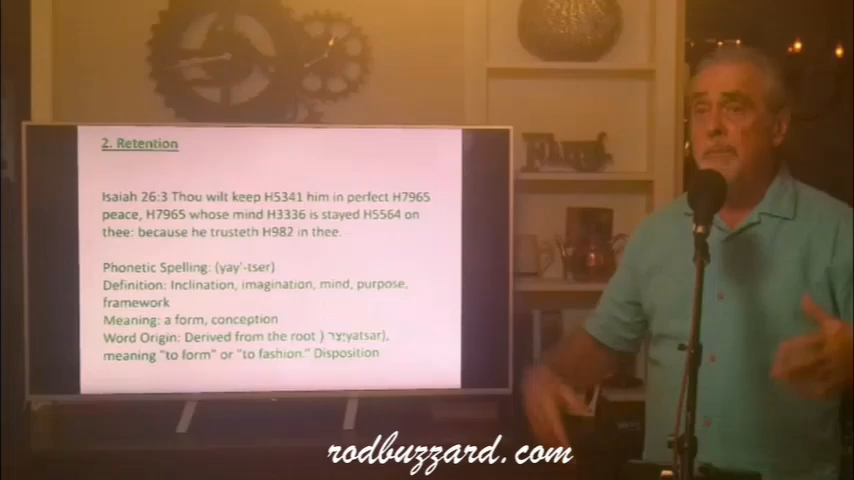 2. Retention
Isaiah 26:3 Thou wilt keep H5341 him in perfect H7965
peace, H7965 whose mind H3336 is stayed H5564 on
thee: because he trusteth H982 in thee.
Phonetic Spelling: (yay'-tser)
Definition: Inclination, imagination, mind, purpose,
framework
Meaning: a form, conception
Word Origin: Derived from the root ) יָצַר;yatsar),
meaning "to form" or "to fashion." Disposition
rodbuzzard.com